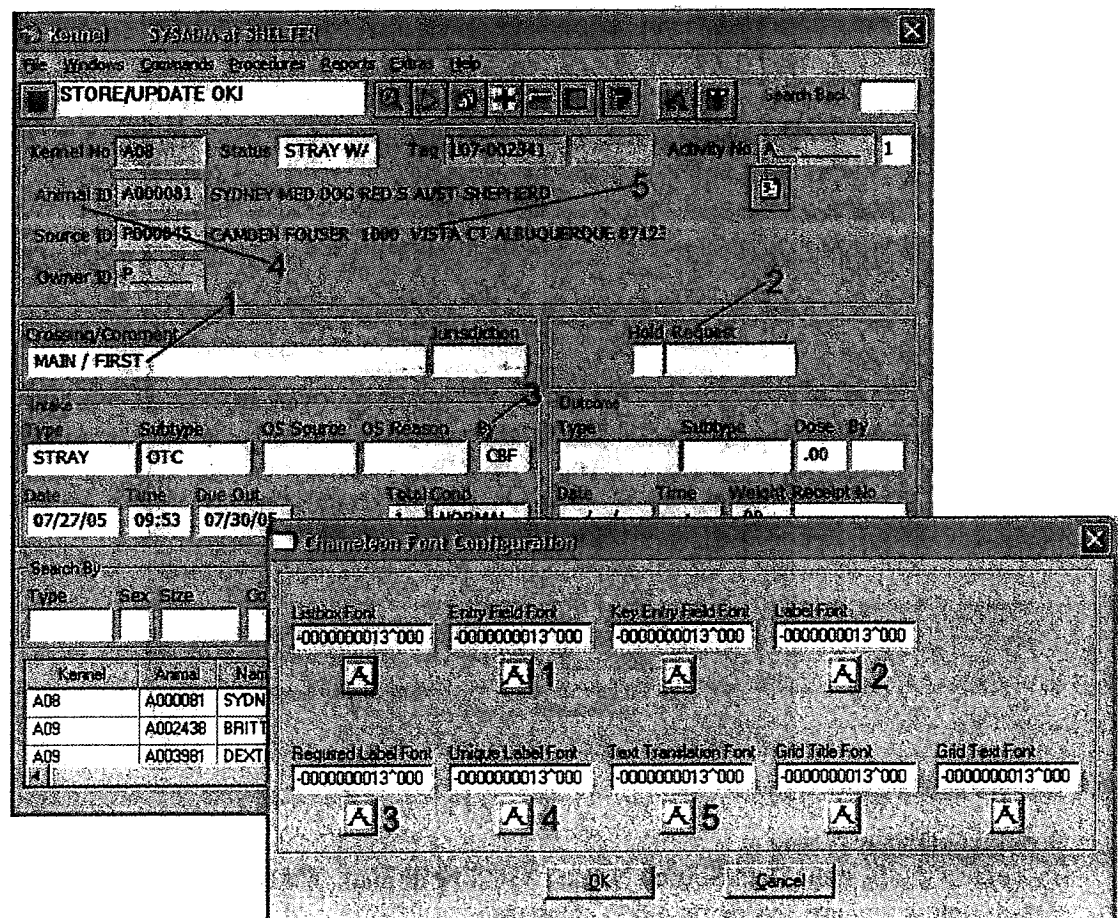 Kennel SYSADM at SHELTER
File Windows Commands Procedures Reports Extras Help
STORE/UPDATE OK! Search Back
Kennel No A08 Status STRAY WA Tag L07-002341 Activity No A 1
Animal ID A000081 SYDNEY MED DOG RED S AUST SHEPHERD 5
Source ID P000845 CAMDEN FOUSER 1000 VISTA CT ALBUQUERQUE 8712
4
Owner ID P
1 2
Crossing/Comment Jurisdiction Hold Request
MAIN / FIRST
3
Intake Outcome
Type Subtype OS Source OS Reason By Type Subtype Dose By
STRAY OTC CBF .00
Date Time Due Out Total Cond Date Time Weight Receipt No
07/27/05 09:53 07/30/05 1 NORMAL .00
Search By
Type Sex Size
Kennel Animal Nam
A08 A000081 SYDN
A09 A002438 BRITT
A09 A003981 DEXT
Chameleon Font Configuration
Listbox Font Entry Field Font Key Entry Field Font Label Font
-0000000013^000 -0000000013^000 -0000000013^000 -0000000013^000
A A 1 A A 2
Required Label Font Unique Label Font Text Translation Font Grid Title Font Grid Text Font
-0000000013^000 -0000000013^000 -0000000013^000 -0000000013^000 -0000000013^000
A 3 A 4 A 5 A A
OK Cancel